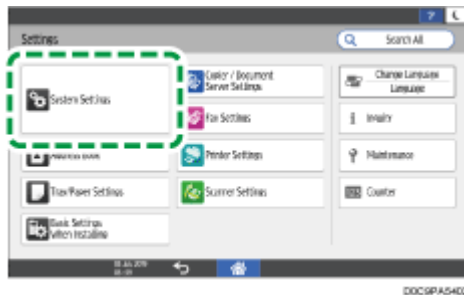 ?
Settings
Search All
System Settings
Copier / Document
Server Settings
Change Language
Language
Fax Settings
Inquiry
Address Book
Printer Settings
Maintenance
Tray/Paper Settings
Scanner Settings
Counter
Basic Settings
When Installing
D0C9PA5402